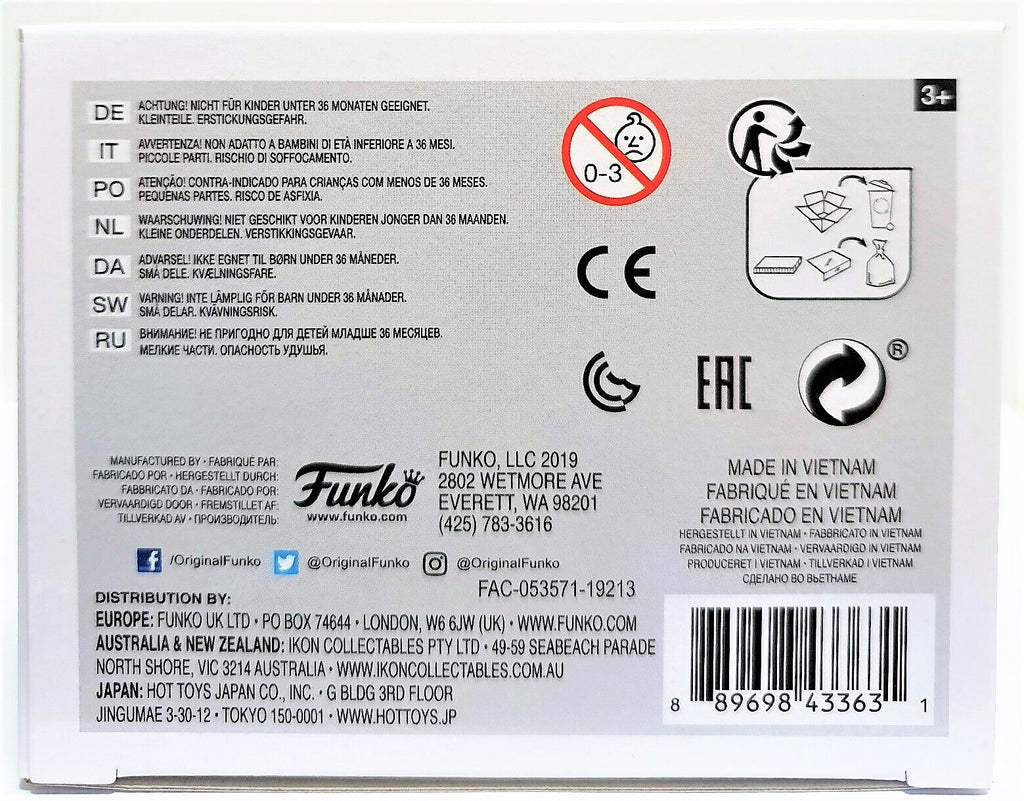 3+
DE ACHTUNG! NICHT FÜR KINDER UNTER 36 MONATEN GEEIGNET.
KLEINTEILE. ERSTICKUNGSGEFAHR.
IT AVVERTENZA! NON ADATTO A BAMBINI DI ETÀ INFERIORE A 36 MESI.
PICCOLE PARTI. RISCHIO DI SOFFOCAMENTO.
PO ATENÇÃO! CONTRA-INDICADO PARA CRIANÇAS COM MENOS DE 36 MESES.
PEQUENAS PARTES. RISCO DE ASFIXIA.
NL WAARSCHUWING! NIET GESCHIKT VOOR KINDEREN JONGER DAN 36 MAANDEN.
KLEINE ONDERDELEN. VERSTIKKINGSGEVAAR.
DA ADVARSEL! IKKE EGNET TIL BØRN UNDER 36 MÅNEDER.
SMÅ DELE. KVÆLNINGSFARE.
SW VARNING! INTE LÄMPLIG FÖR BARN UNDER 36 MÅNADER.
SMÅ DELAR. KVÄVNINGSRISK.
RU ВНИМАНИЕ! НЕ ПРИГОДНО ДЛЯ ДЕТЕЙ МЛАДШЕ 36 МЕСЯЦЕВ.
МЕЛКИЕ ЧАСТИ. ОПАСНОСТЬ УДУШЬЯ.
0-3
CE
EAC
®
MANUFACTURED BY • FABRIQUÉ PAR:
FABRICADO POR • HERGESTELLT DURCH:
FABBRICATO DA • FABRICADO POR:
VERVAARDIGD DOOR • FREMSTILLET AF:
TILLVERKAD AV • ПРОИЗВОДИТЕЛЬ:
Funko
www.funko.com
FUNKO, LLC 2019
2802 WETMORE AVE
EVERETT, WA 98201
(425) 783-3616
/OriginalFunko @OriginalFunko @OriginalFunko
FAC-053571-19213
DISTRIBUTION BY:
EUROPE: FUNKO UK LTD • PO BOX 74644 • LONDON, W6 6JW (UK) • WWW.FUNKO.COM
AUSTRALIA & NEW ZEALAND: IKON COLLECTABLES PTY LTD • 49-59 SEABEACH PARADE
NORTH SHORE, VIC 3214 AUSTRALIA • WWW.IKONCOLLECTABLES.COM.AU
JAPAN: HOT TOYS JAPAN CO., INC. • G BLDG 3RD FLOOR
JINGUMAE 3-30-12 • TOKYO 150-0001 • WWW.HOTTOYS.JP
MADE IN VIETNAM
FABRIQUÉ EN VIETNAM
FABRICADO EN VIETNAM
HERGESTELLT IN VIETNAM • FABBRICATO IN VIETNAM
FABRICADO NA VIETNAM • VERVAARDIGD IN VIETNAM
PRODUCERET I VIETNAM • TILLVERKAD I VIETNAM
СДЕЛАНО ВО ВЬЕТНАМЕ
8 89698 43363 1